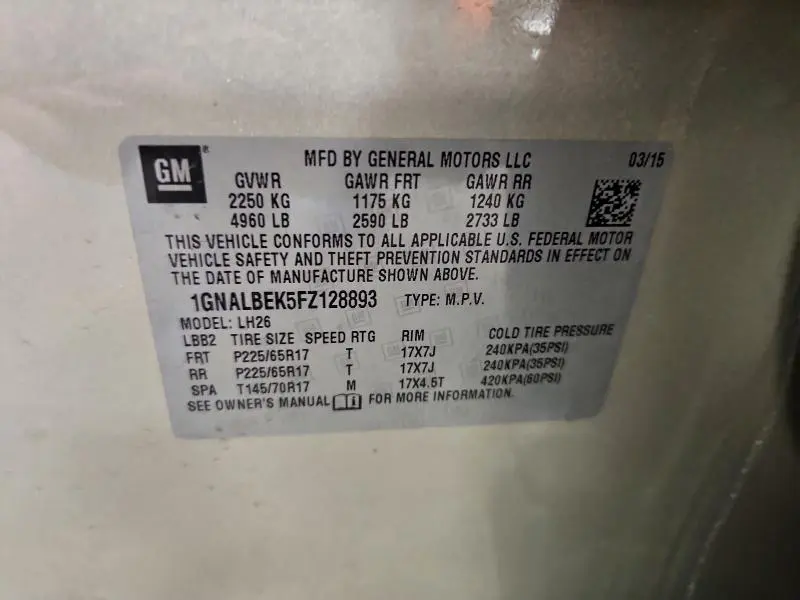 GM MFD BY GENERAL MOTORS LLC 03/15
GVWR GAWR FRT GAWR RR
2250 KG 1175 KG 1240 KG
4960 LB 2590 LB 2733 LB
THIS VEHICLE CONFORMS TO ALL APPLICABLE U.S. FEDERAL MOTOR
VEHICLE SAFETY AND THEFT PREVENTION STANDARDS IN EFFECT ON
THE DATE OF MANUFACTURE SHOWN ABOVE.
1GNALBEK5FZ128893 TYPE: M.P.V.
MODEL: LH26
LBB2 TIRE SIZE SPEED RTG RIM COLD TIRE PRESSURE
FRT P225/65R17 T 17X7J 240KPA(35PSI)
RR P225/65R17 T 17X7J 240KPA(35PSI)
SPA T145/70R17 M 17X4.5T 420KPA(60PSI)
SEE OWNER'S MANUAL FOR MORE INFORMATION.